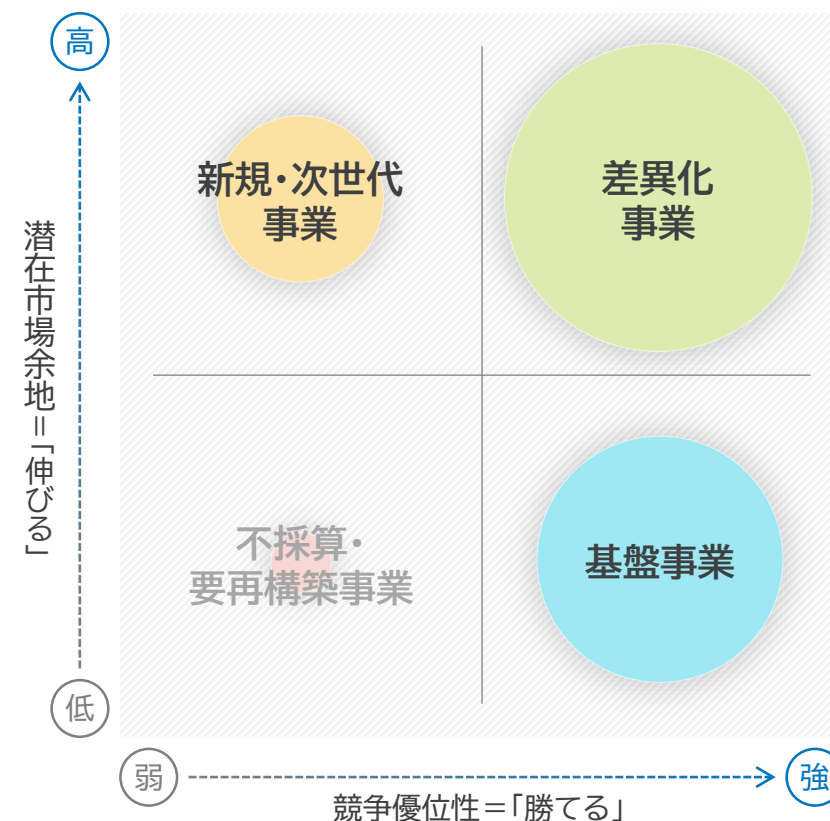 高
新規・次世代
事業
差異化
事業
潜在市場余地＝「伸びる」
不採算・
要再構築事業
基盤事業
低
弱
強
競争優位性＝「勝てる」